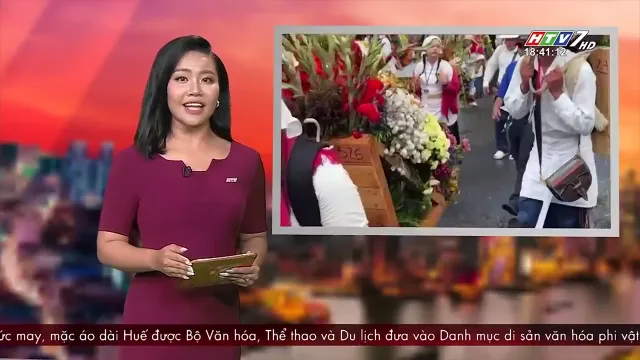 HTV7 HD
18:41:12
526
HTV
ức may, mặc áo dài Huế được Bộ Văn hóa, Thể thao và Du lịch đưa vào Danh mục di sản văn hóa phi vật